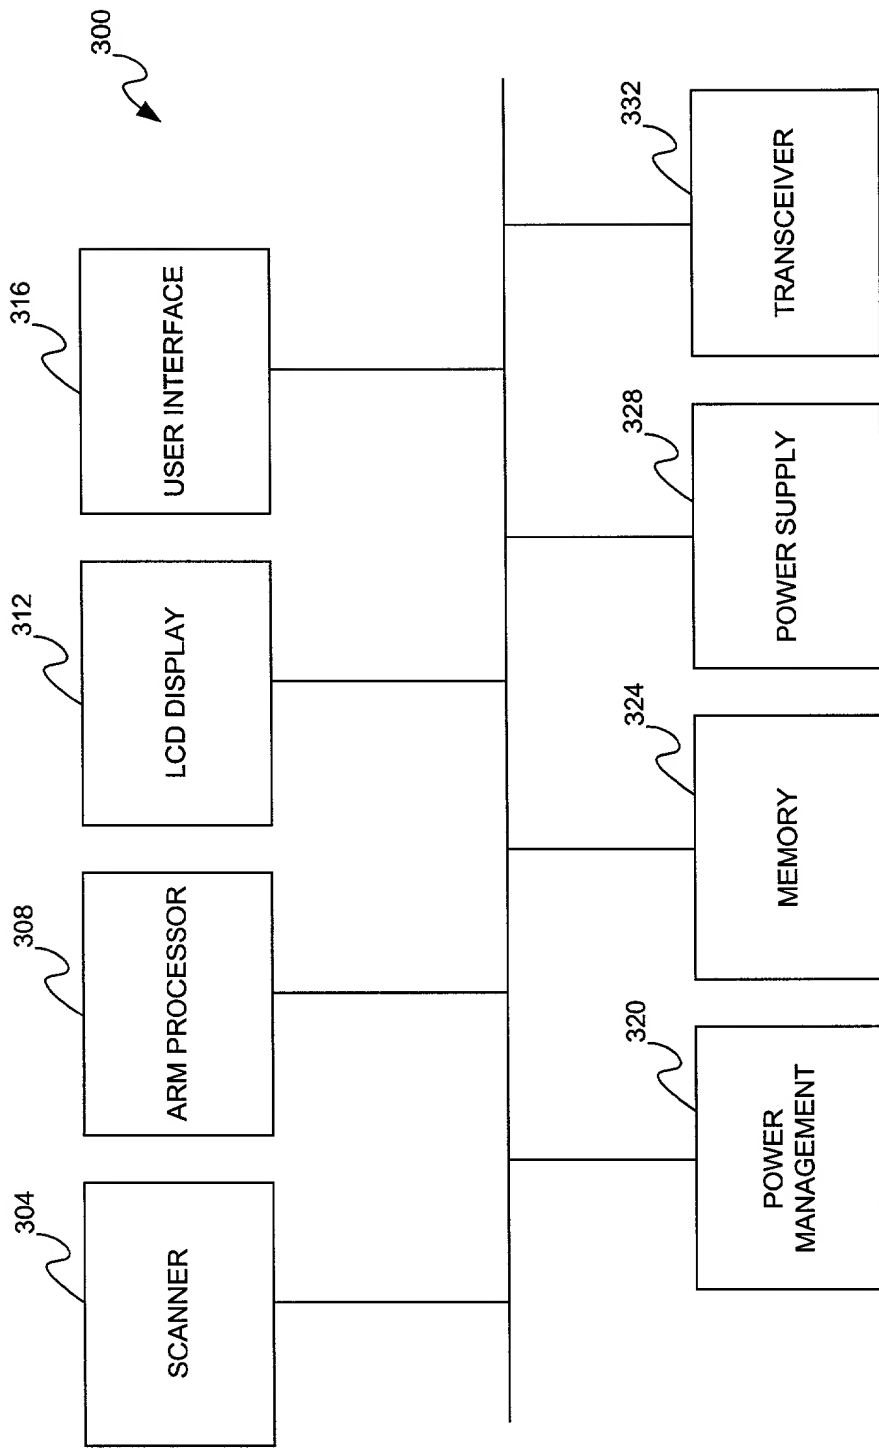 300
304
SCANNER
308
ARM PROCESSOR
312
LCD DISPLAY
316
USER INTERFACE
320
POWER
MANAGEMENT
324
MEMORY
328
POWER SUPPLY
332
TRANSCEIVER